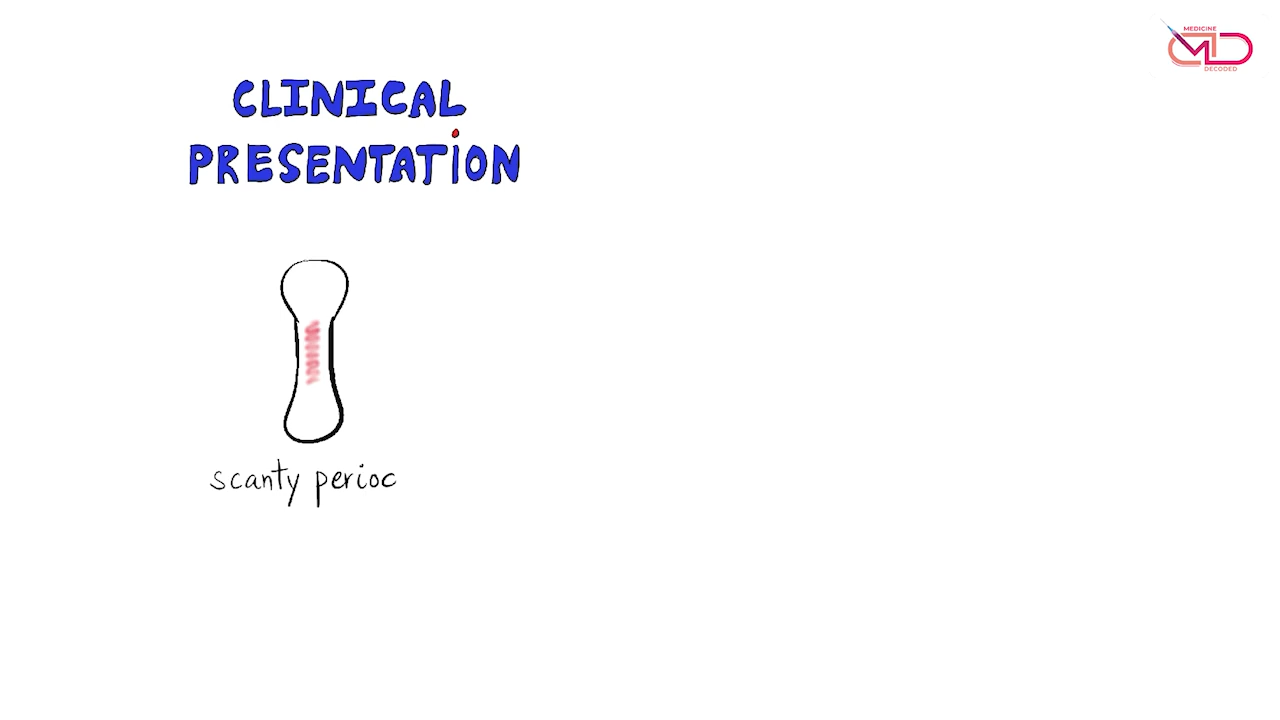 MEDICINE
DECODED
CLINICAL
PRESENTATiON
scanty perioc